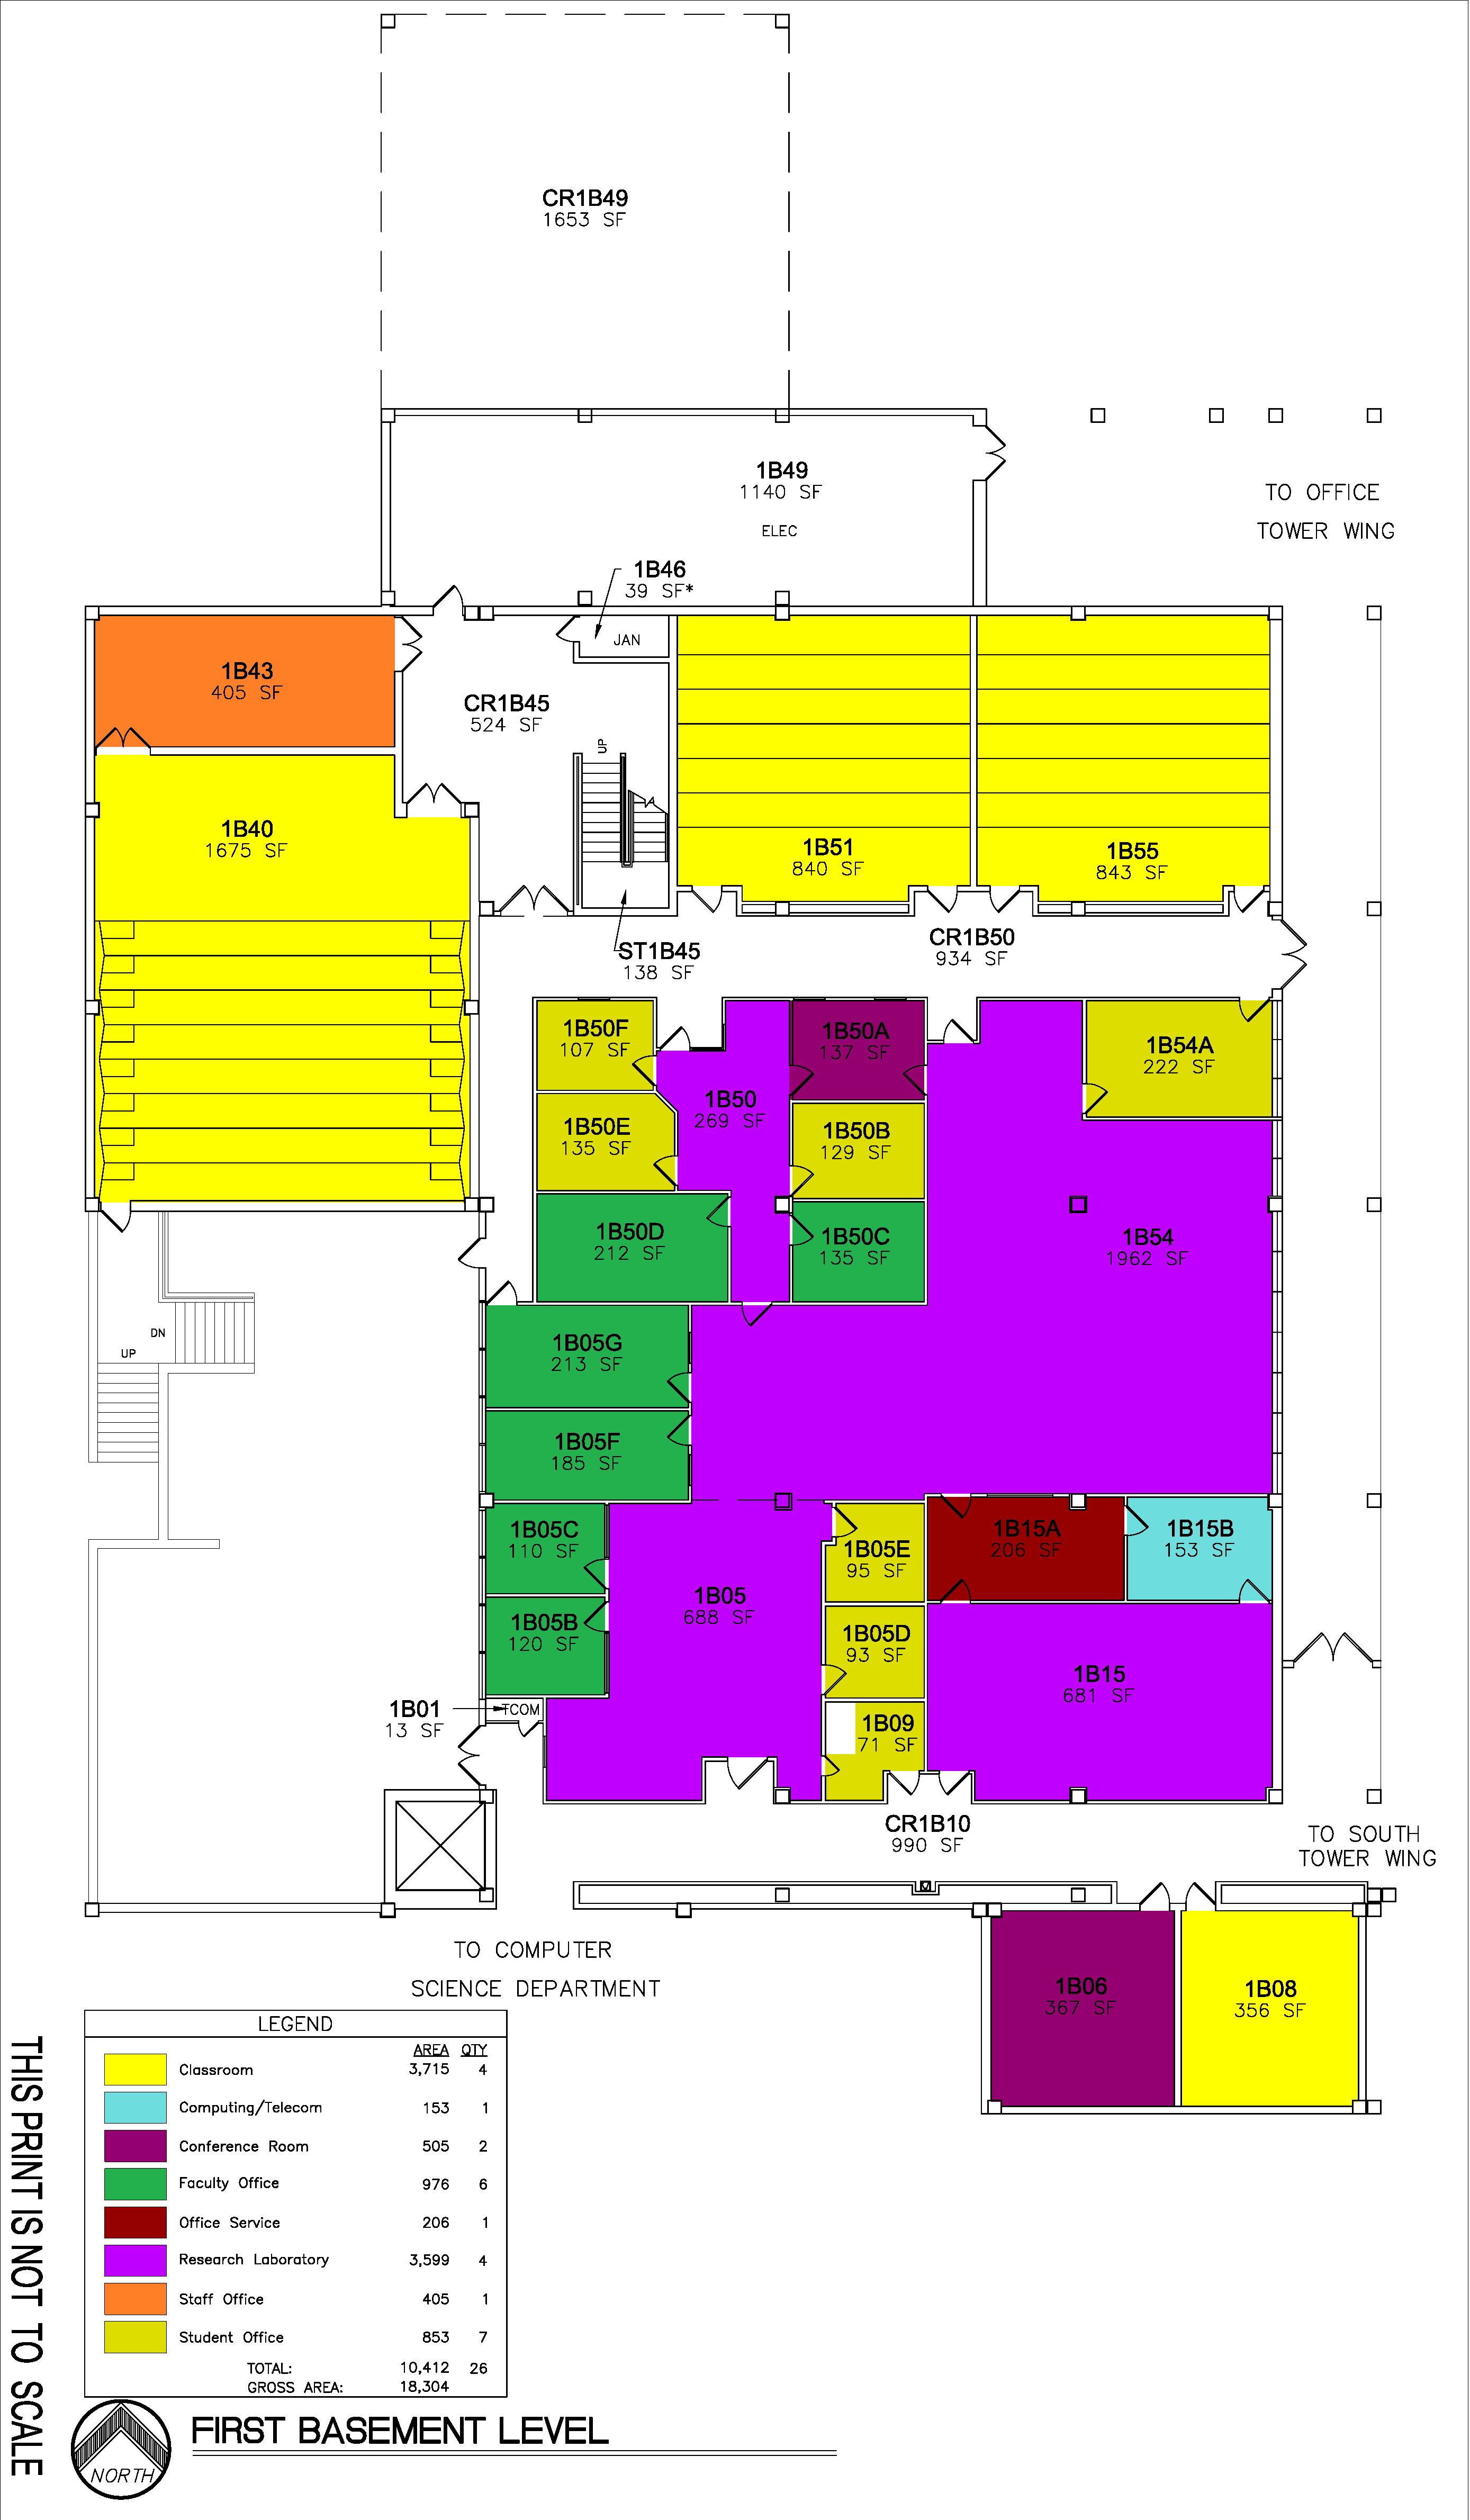 CR1B49
1653 SF
1B49
1140 SF
ELEC
TO OFFICE
TOWER WING
1B46
39 SF*
JAN
1B43
405 SF
CR1B45
524 SF
UP
1B40
1675 SF
1B51
840 SF
1B55
843 SF
ST1B45
138 SF
CR1B50
934 SF
1B50F
107 SF
1B50A
137 SF
1B54A
222 SF
1B50
269 SF
1B50E
135 SF
1B50B
129 SF
1B50D
212 SF
1B50C
135 SF
1B54
1962 SF
DN
UP
1B05G
213 SF
1B05F
185 SF
1B05C
110 SF
1B05E
95 SF
1B15A
206 SF
1B15B
153 SF
1B05
688 SF
1B05B
120 SF
1B05D
93 SF
1B15
681 SF
1B01
13 SF
TCOM
1B09
71 SF
CR1B10
990 SF
TO SOUTH
TOWER WING
TO COMPUTER
SCIENCE DEPARTMENT
1B06
367 SF
1B08
356 SF
LEGEND
AREA QTY
Classroom 3,715 4
Computing/Telecom 153 1
Conference Room 505 2
Faculty Office 976 6
Office Service 206 1
Research Laboratory 3,599 4
Staff Office 405 1
Student Office 853 7
TOTAL: 10,412 26
GROSS AREA: 18,304
THIS PRINT IS NOT TO SCALE
FIRST BASEMENT LEVEL
NORTH